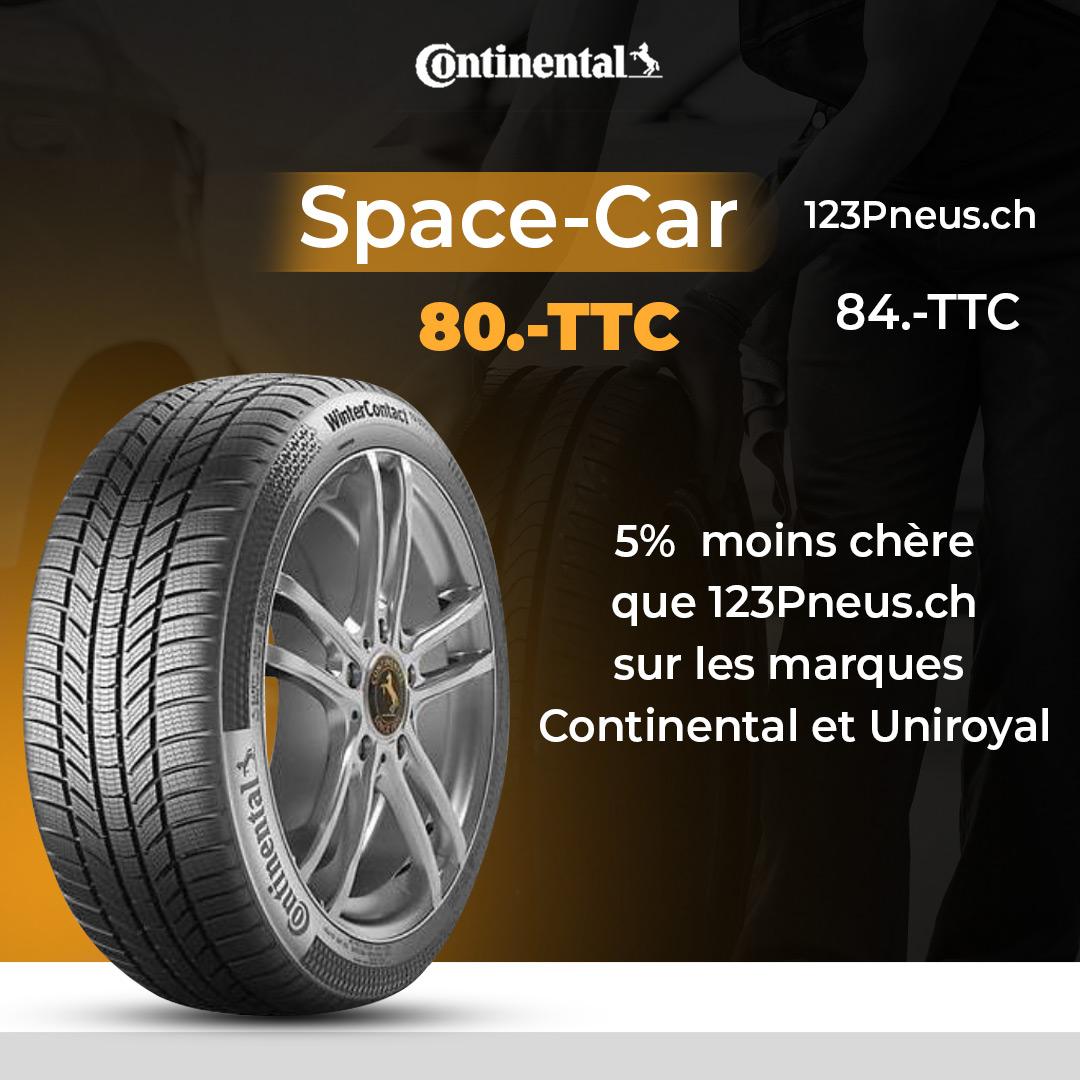 Continental
Space-Car
123Pneus.ch
80.-TTC
84.-TTC
WinterContact
5% moins chère
que 123Pneus.ch
sur les marques
Continental et Uniroyal
Continental